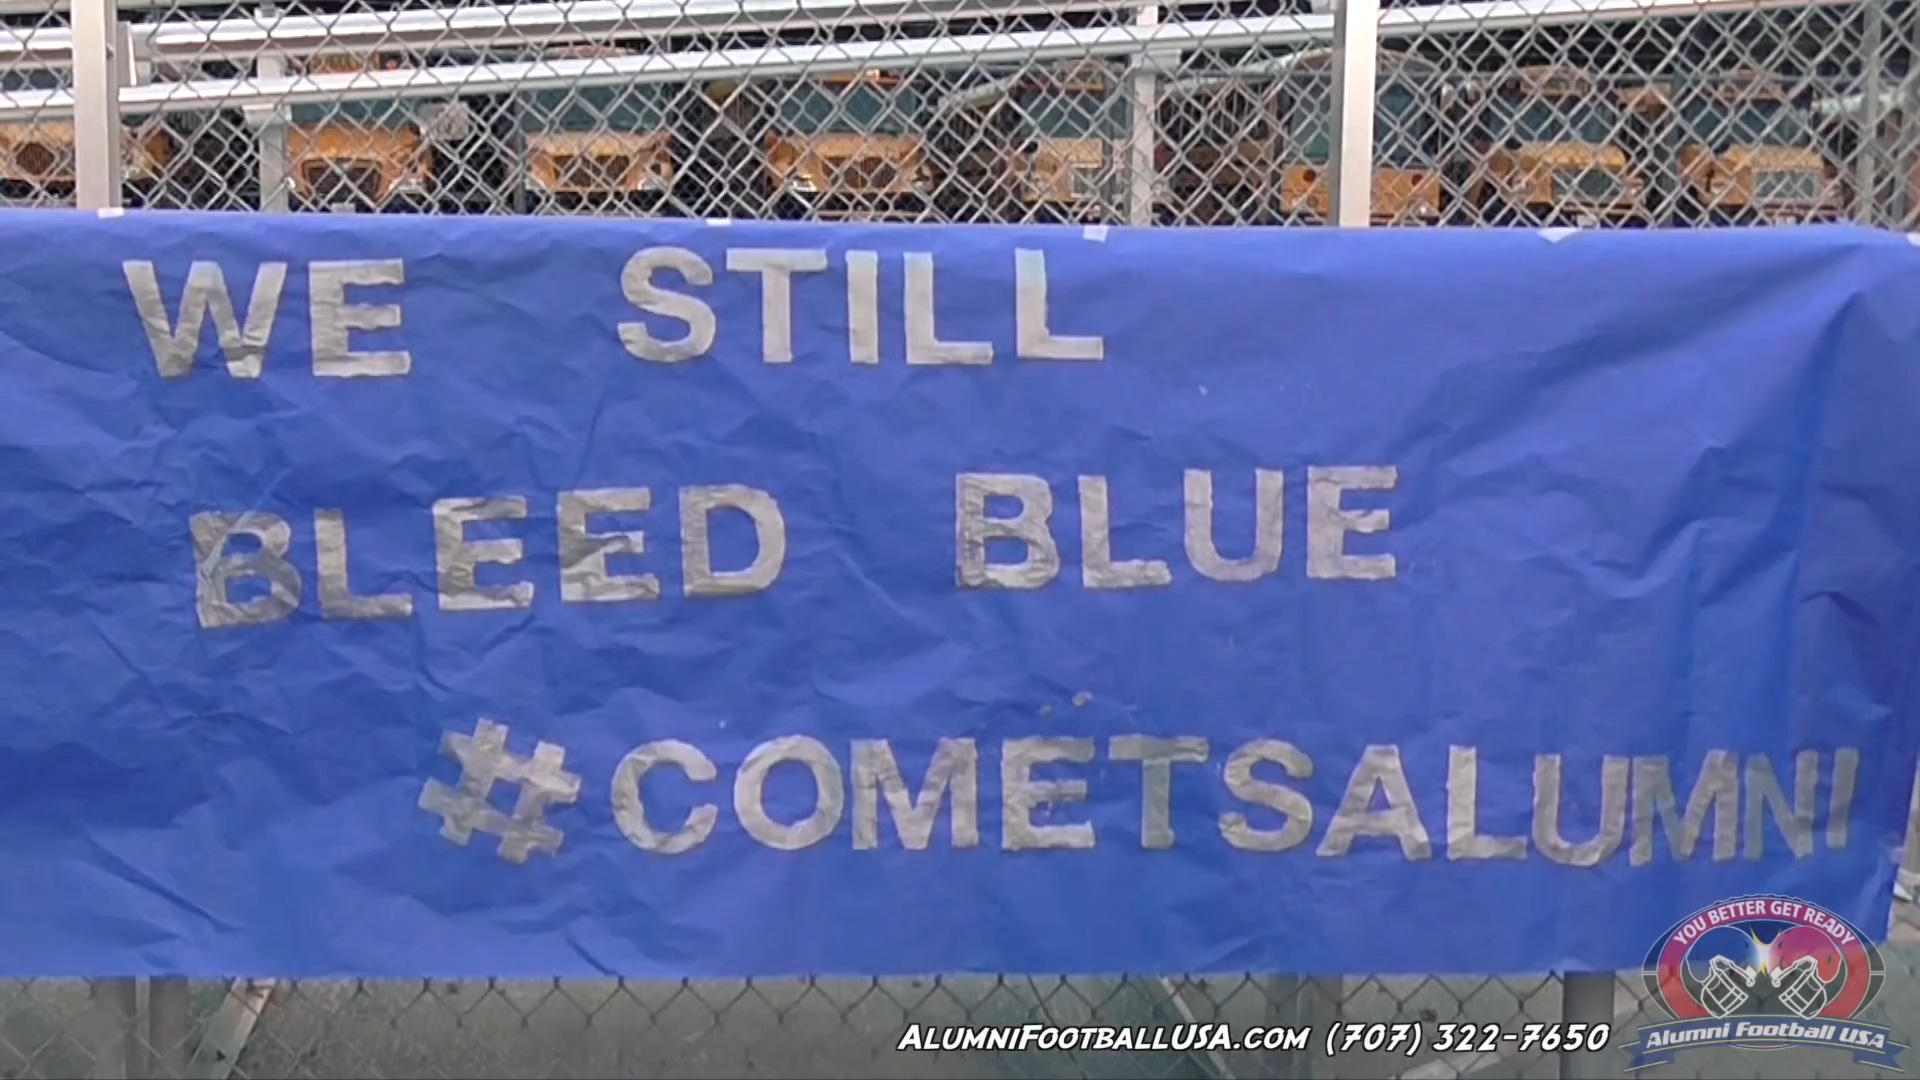 WE STILL
BLEED BLUE
#COMETSALUMNI
YOU BETTER GET READY
AlumniFootballUSA.com (707) 322-7650
Alumni Football USA